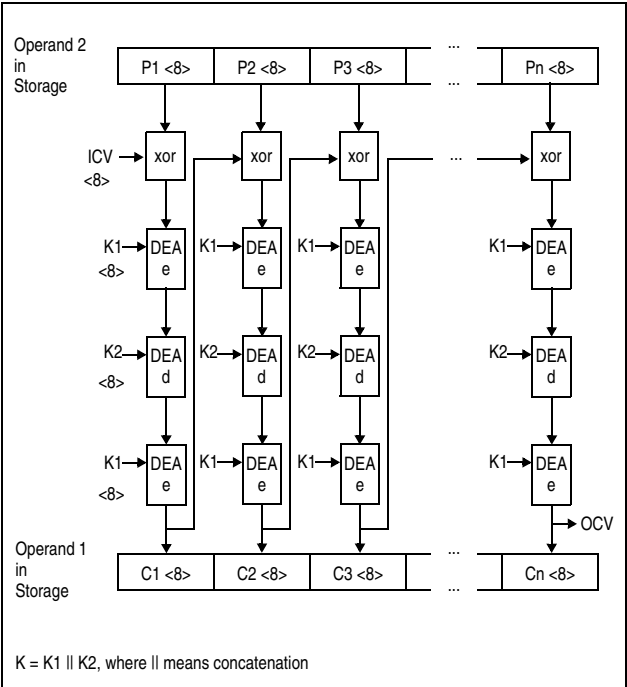 Operand 2
in
Storage
P1 <8> P2 <8> P3 <8> ... ... Pn <8>
ICV
<8>
xor xor xor ... xor
K1 DEA e K1 DEA e K1 DEA e K1 DEA e
<8>
K2 DEA d K2 DEA d K2 DEA d K2 DEA d
<8>
K1 DEA e K1 DEA e K1 DEA e K1 DEA e
<8>
OCV
Operand 1
in
Storage
C1 <8> C2 <8> C3 <8> ... ... Cn <8>
K = K1 || K2, where || means concatenation